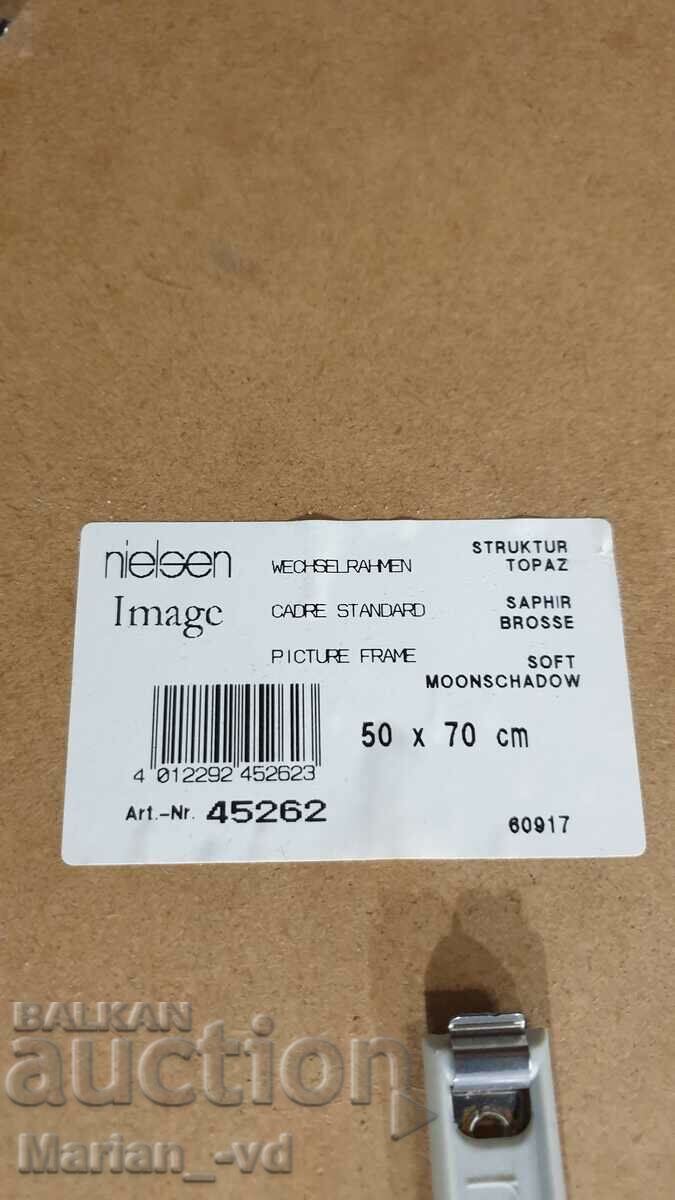 nielsen
Image
WECHSELRAHMEN
CADRE STANDARD
PICTURE FRAME
STRUKTUR
TOPAZ
SAPHIR
BROSSE
SOFT
MOONSCHADOW
50 x 70 cm
4 012292 452623
Art.-Nr. 45262
60917
BALKAN
auction
Marian_-vd